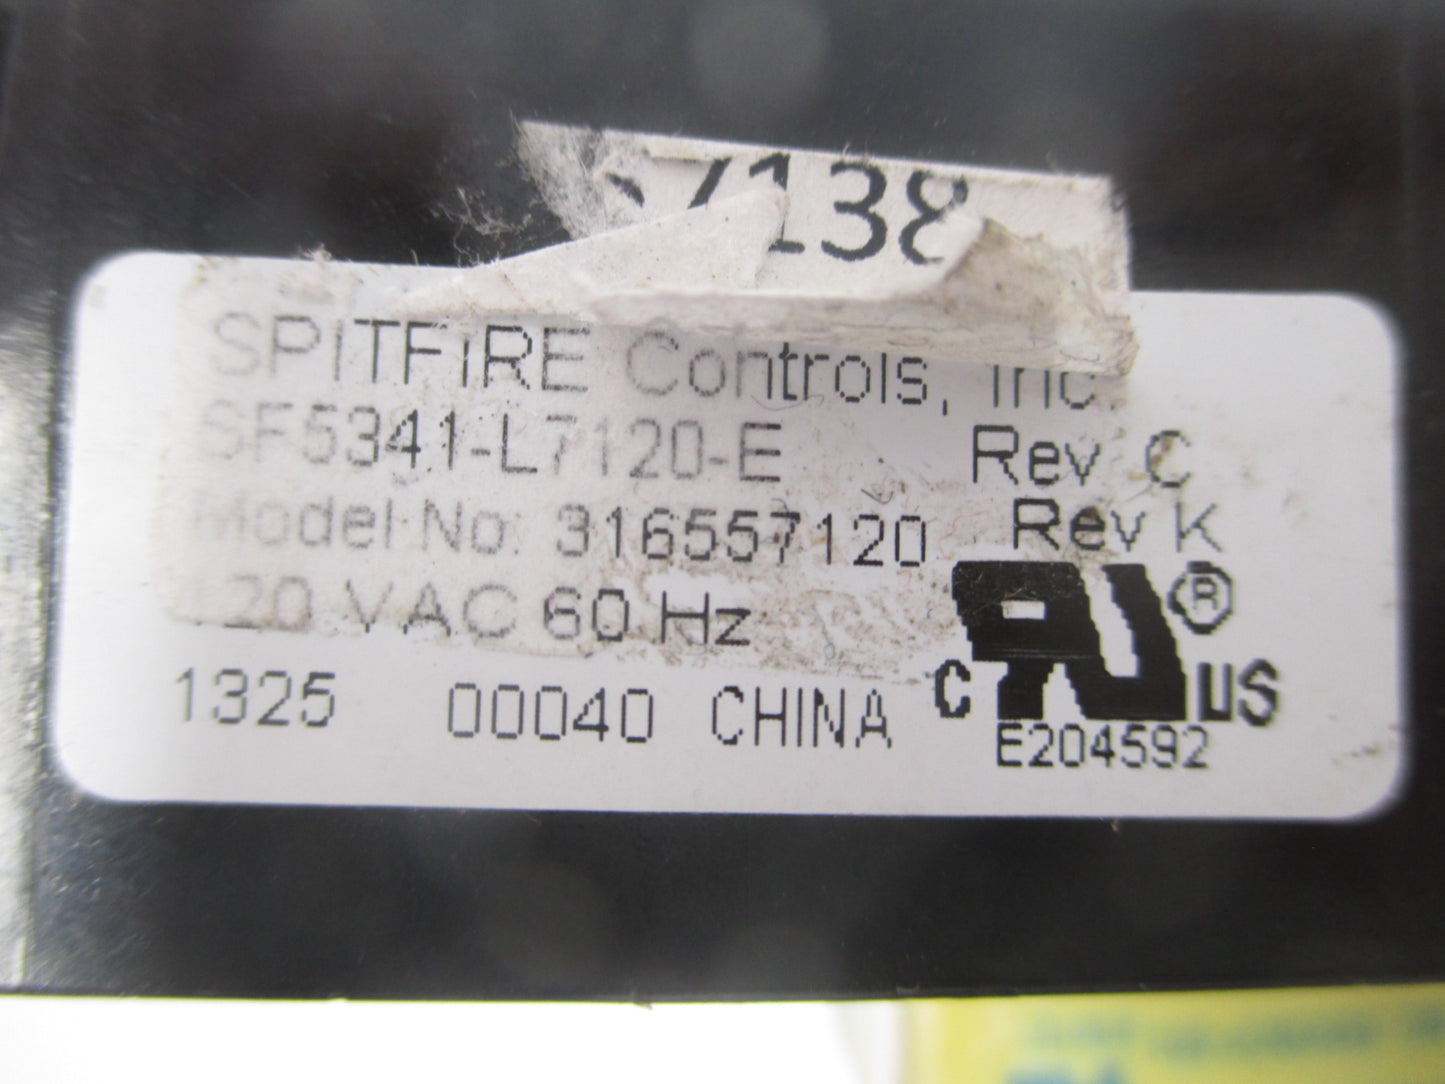 7138
SPITFIRE Controls, Inc.
SF5341-L7120-E Rev C
Model No: 316557120 Rev K
120 VAC 60 Hz
1325 00040 CHINA
c RU ® US
E204592